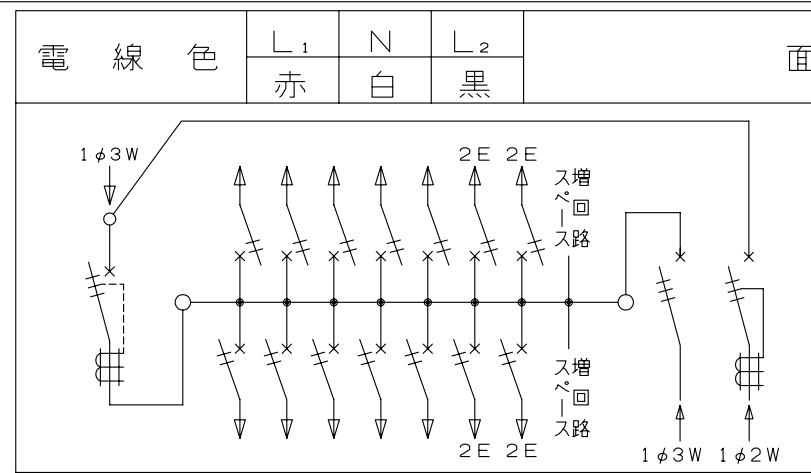 電線色 L₁ N L₂ 面
赤 白 黒
1φ3W
2E 2E
増回路
スペース
増回路
スペース
2E 2E
1φ3W 1φ2W